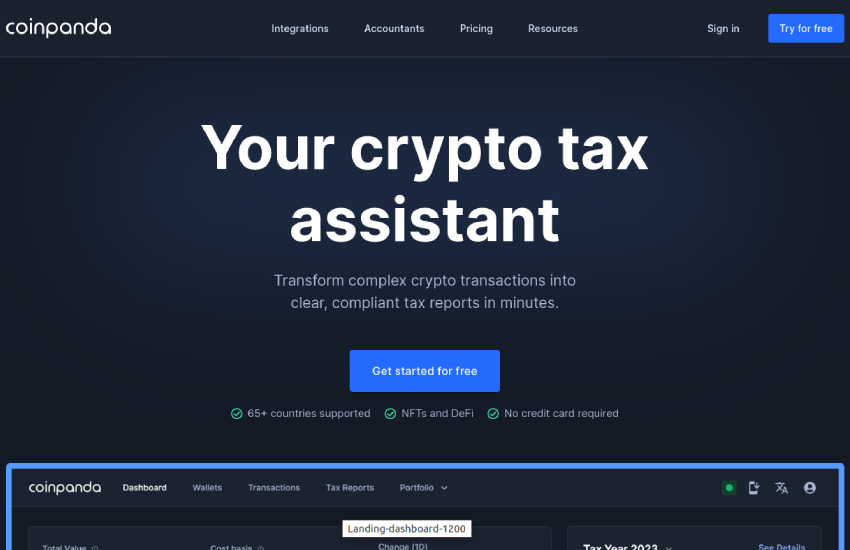 coinpanda Integrations Accountants Pricing Resources Sign in Try for free
Your crypto tax
assistant
Transform complex crypto transactions into
clear, compliant tax reports in minutes.
Get started for free
65+ countries supported NFTs and DeFi No credit card required
coinpanda Dashboard Wallets Transactions Tax Reports Portfolio
Landing-dashboard-1200
Total Value Cost basis Change (1D) Tax Year 2023 See Details